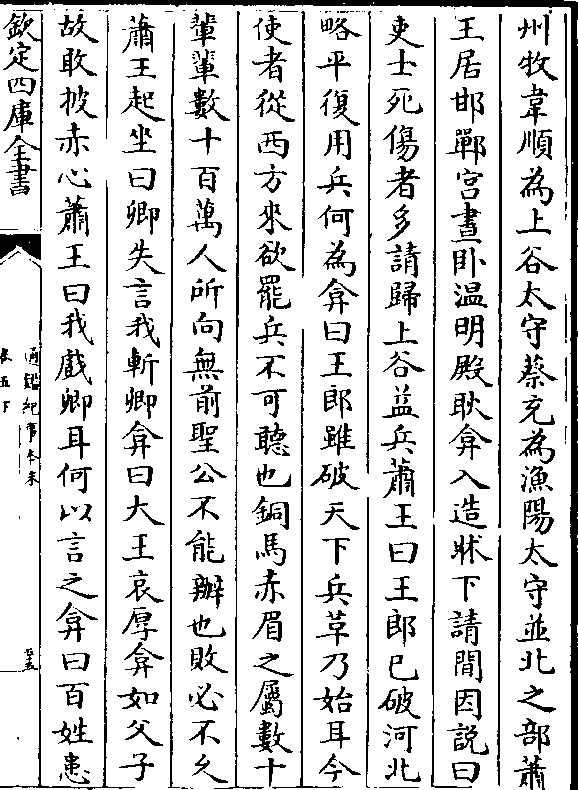 州牧韋順為上谷太守蔡充為漁陽太守並北之部蕭
王居邯鄲宫晝卧温明殿耿弇入造牀下請間因説曰
吏士死傷者多請歸上谷益兵蕭王曰王郎已破河北
略平復用兵何為弇曰王郎雖破天下兵革乃始耳今
使者從西方來欲罷兵不可聽也銅馬赤眉之屬數十
輩輩數十百萬人所向無前聖公不能辦也敗必不久
蕭王起坐曰卿失言我斬卿弇曰大王哀厚弇如父子
故敢披赤心蕭王曰我戲卿耳何以言之弇曰百姓患
欽定四庫全書
通鑑紀事本末
卷五下